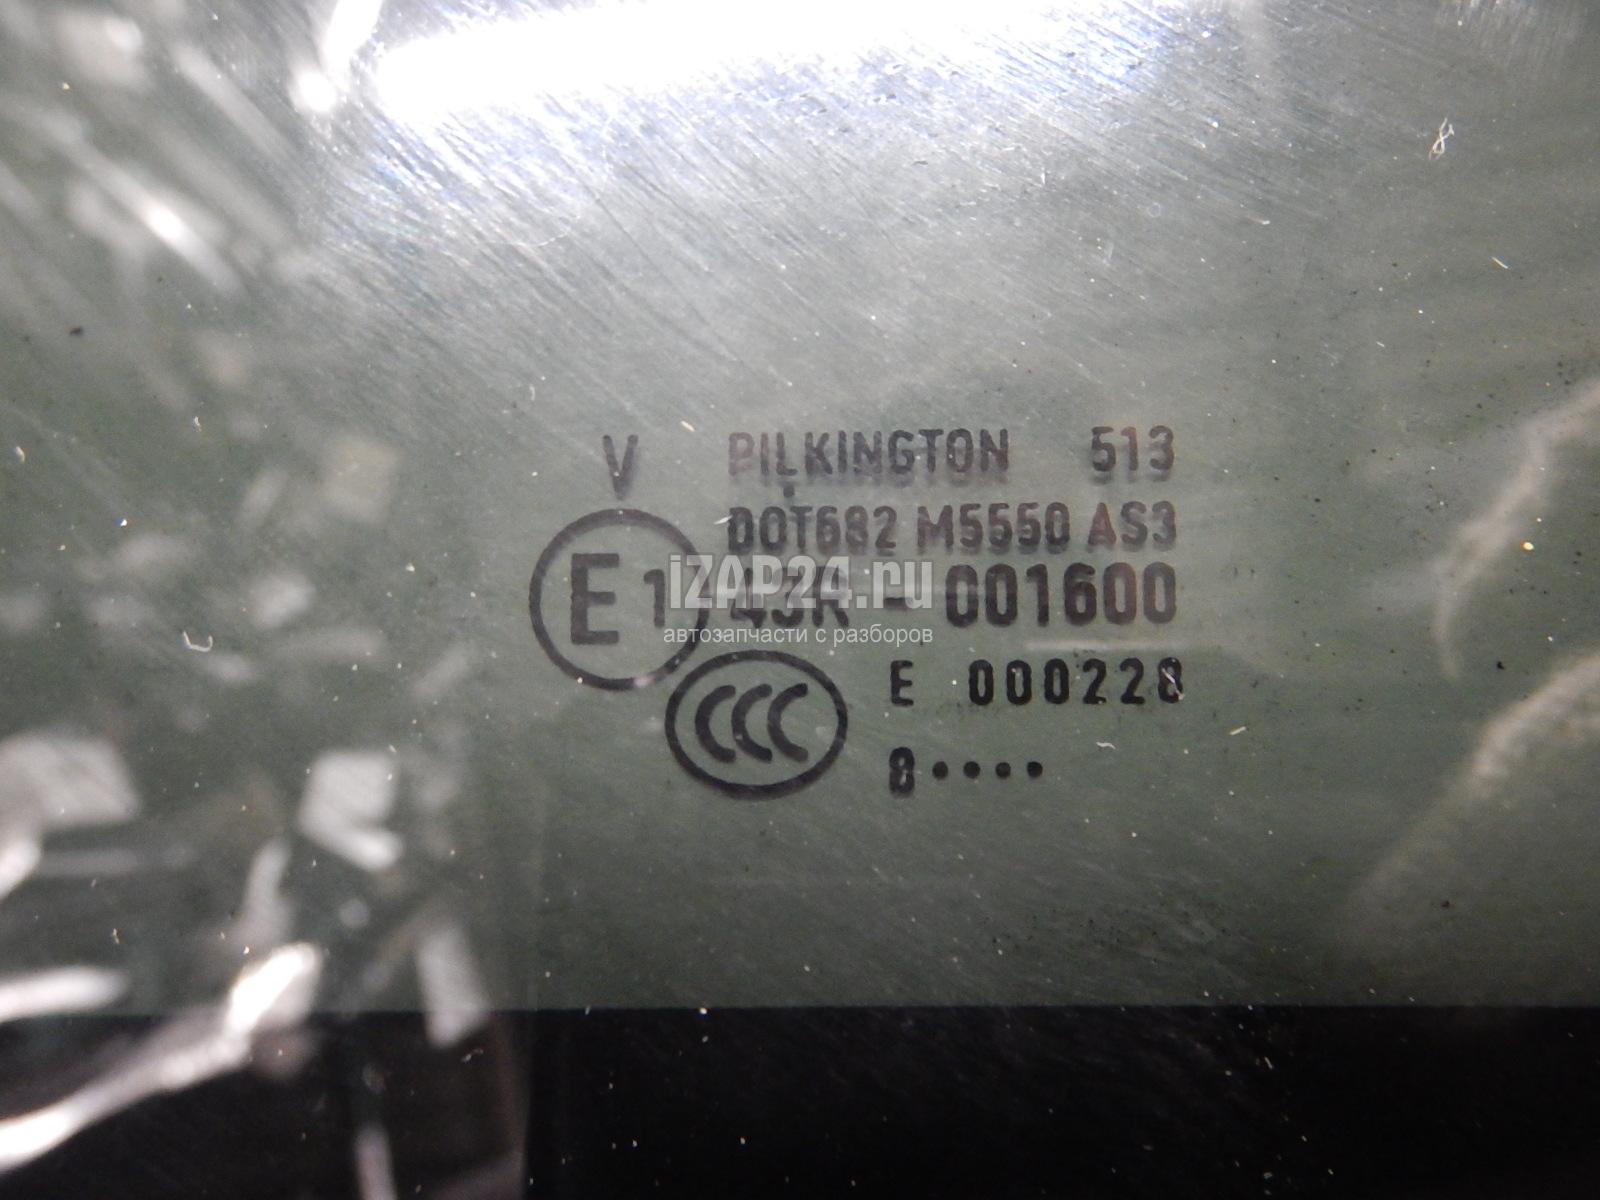 V PILKINGTON 513
DOT682 M5550 AS3
E1 43R - 001600
iZAP24.ru
автозапчасти с разборов
CCC E 000228
8••••